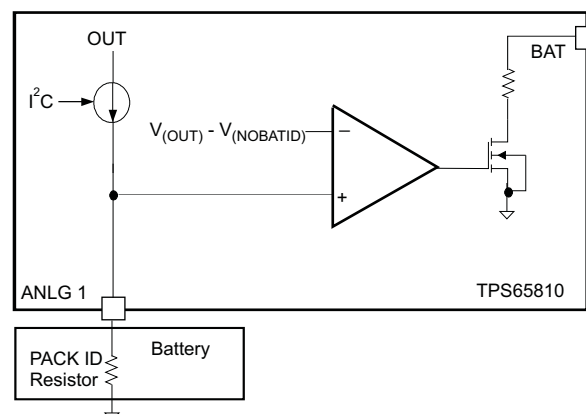 OUT
BAT
I²C
V(OUT) - V(NOBATID)
−
+
ANLG 1
TPS65810
PACK ID
Resistor
Battery